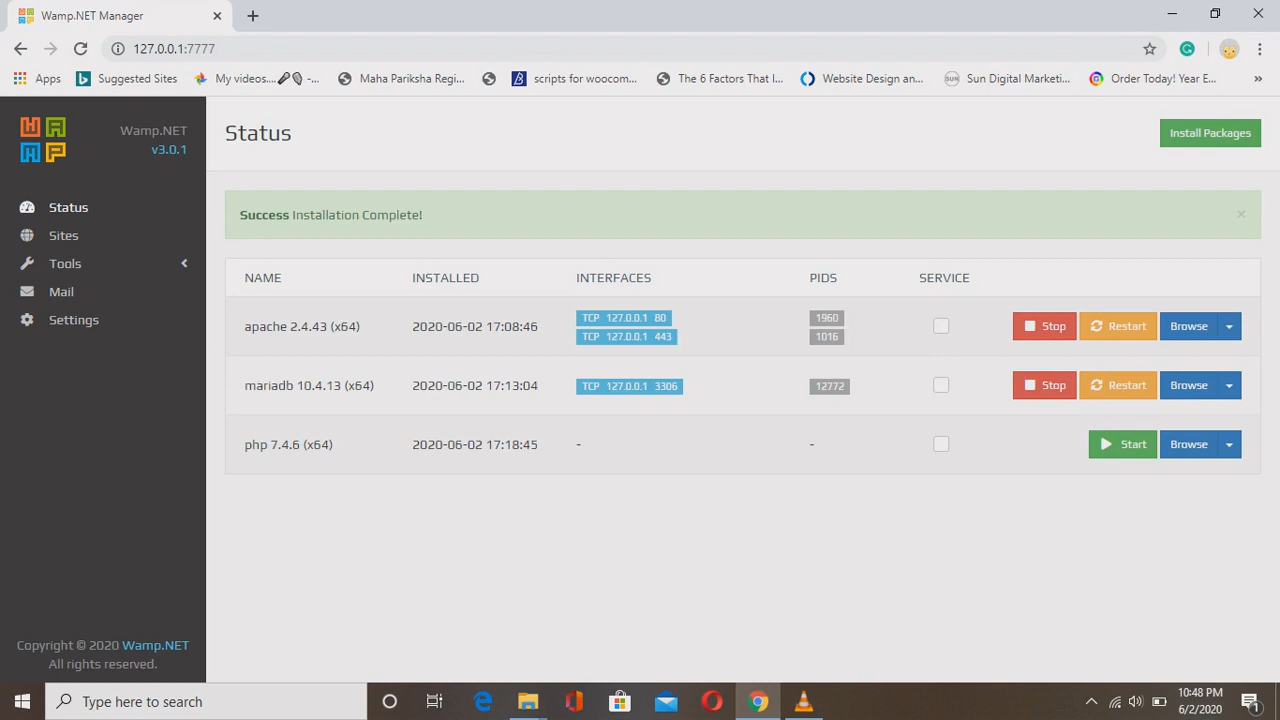 Wamp.NET Manager
127.0.0.1:7777
Apps Suggested Sites My videos.... -... Maha Pariksha Regi... scripts for woocom... The 6 Factors That I... Website Design an... Sun Digital Marketi... Order Today! Year E...
Wamp.NET
v3.0.1
Status
Sites
Tools
Mail
Settings
Copyright © 2020 Wamp.NET
All rights reserved.
Status
Install Packages
Success Installation Complete!
NAME INSTALLED INTERFACES PIDS SERVICE
apache 2.4.43 (x64) 2020-06-02 17:08:46 TCP 127.0.0.1 80 1960 Stop Restart Browse
TCP 127.0.0.1 443 1016
mariadb 10.4.13 (x64) 2020-06-02 17:13:04 TCP 127.0.0.1 3306 12772 Stop Restart Browse
php 7.4.6 (x64) 2020-06-02 17:18:45 - - Start Browse
Type here to search
10:48 PM
6/2/2020
1